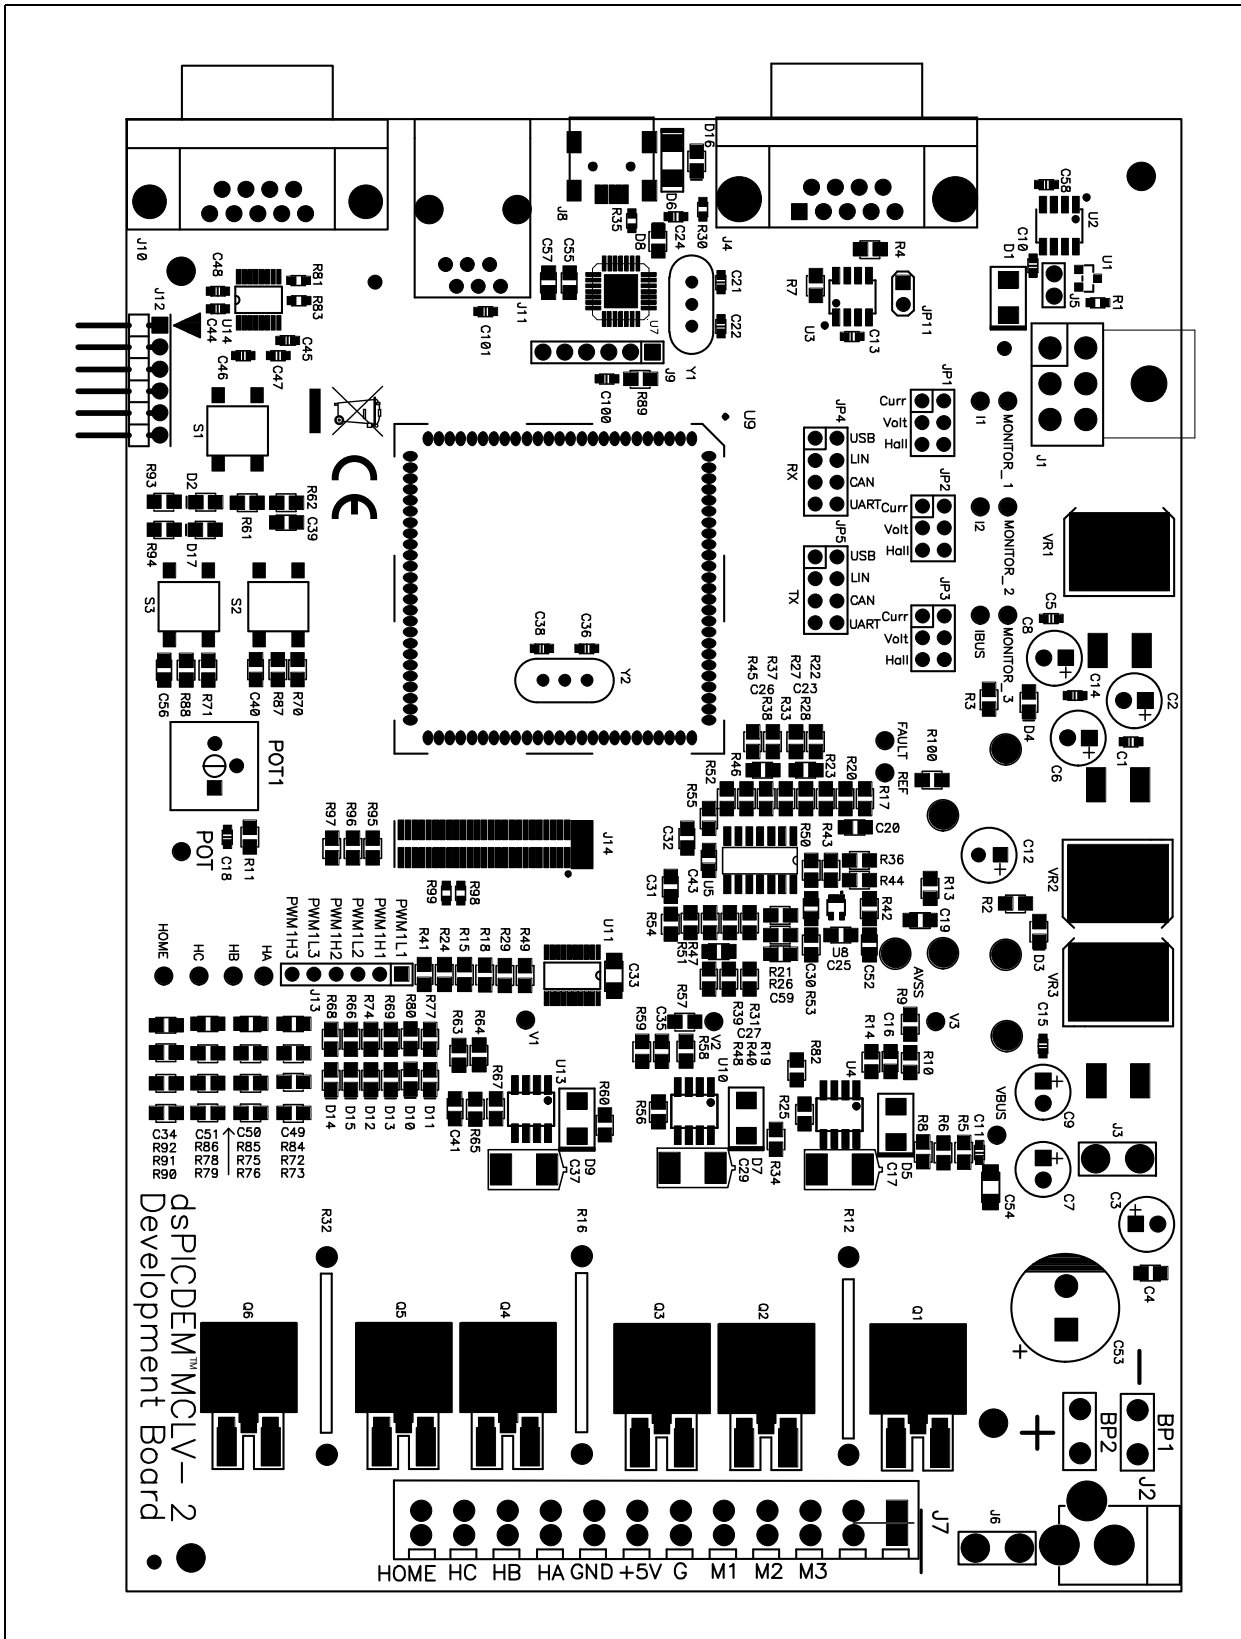 D16
J8
R35
D6
D8
C24
R30
J4
C58
U2
C10
D1
U1
J5
R1
R4
R7
U3
C13
JP11
J10
J12
C48
R81
R83
C44
U14
C45
C46
C47
J11
C101
C57
C55
U7
C21
C22
Y1
J9
C100
R89
S1
U9
JP4
USB
LIN
CAN
UART
RX
JP5
USB
LIN
CAN
UART
TX
JP1
Curr
Volt
Hall
JP2
Curr
Volt
Hall
JP3
Curr
Volt
Hall
I1
MONITOR_1
I2
MONITOR_2
IBUS
MONITOR_3
J1
VR1
R93
D2
R61
R62
C39
R94
D17
CE
S3
S2
C56
R88
R71
C40
R87
R70
C38
C36
Y2
C5
C8
C14
C2
C6
C1
R3
D4
R45
R37
C26
R38
R33
R27
R22
C23
R28
FAULT
REF
R100
POT1
POT
C18
R11
R97
R96
R95
J14
R99
R98
R52
R46
R55
C32
C31
C43
U5
R54
R51
R47
R23
R20
R17
C20
R50
R43
R36
R44
R42
U8
C25
C52
R13
C19
C12
R2
D3
VR2
VR3
C15
HOME
HC
HB
HA
PWM1H3
PWM1L3
PWM1H2
PWM1L2
PWM1H1
PWM1L1
J13
R41
R24
R15
R18
R29
R49
U11
C33
R21
R26
C59
C30
R53
AVSS
R9
V3
R68
R66
R74
R69
R80
R77
D14
D15
D12
D13
D10
D11
V1
R63
R64
R67
U13
R60
C41
R65
D9
C37
R59
C35
R57
V2
R58
R39
R48
R31
C27
R40
R19
U10
R56
D7
C29
R34
R82
R25
U4
R14
C16
R10
D5
C17
R8
R6
R5
C11
C54
VBUS
C9
C7
J3
C3
C4
C34
R92
R91
R90
C51
R86
R78
R79
C50
R85
R75
R76
C49
R84
R72
R73
R32
R16
R12
Q6
Q5
Q4
Q3
Q2
Q1
C53
+
−
BP2
BP1
J2
J6
J7
HOME HC HB HA GND +5V G M1 M2 M3
dsPICDEM™MCLV- 2
Development Board